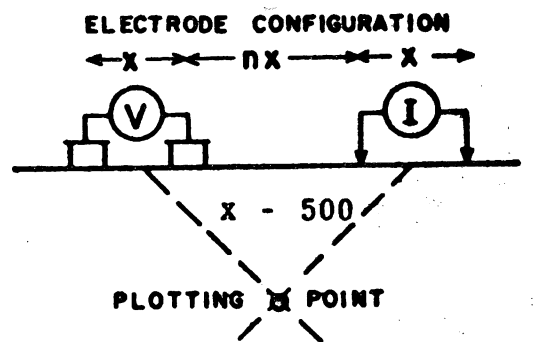 ELECTRODE CONFIGURATION
x nx x
V I
x - 500
PLOTTING POINT